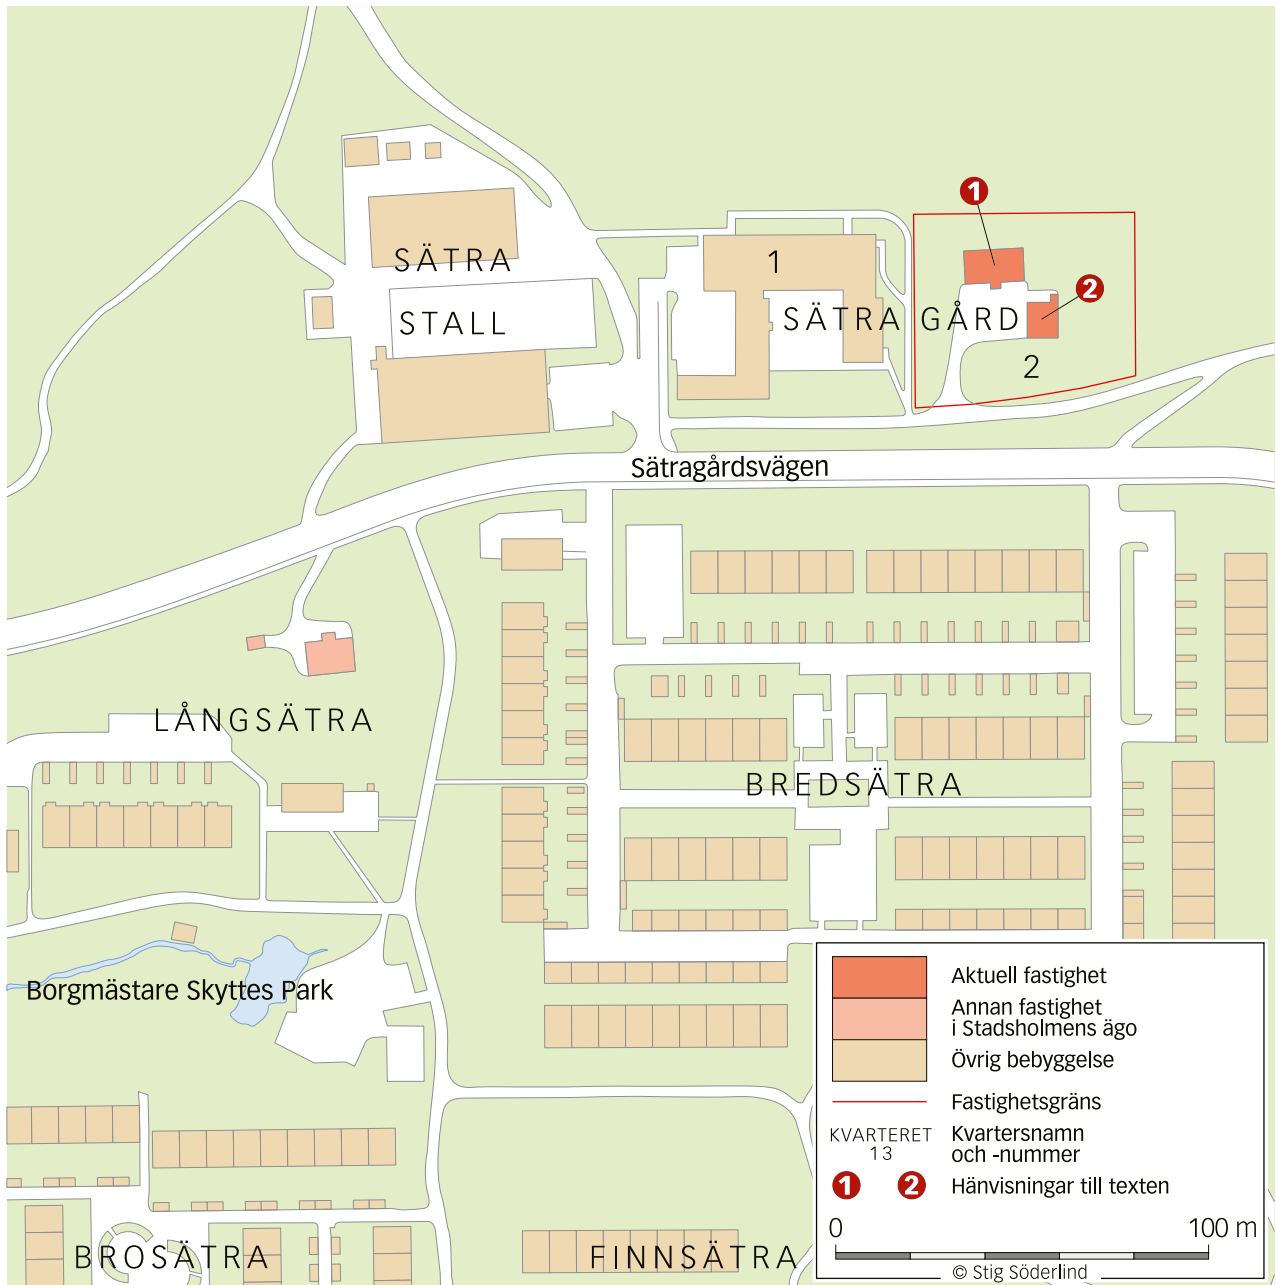 1
SÄTRA
STALL
1
2
SÄTRA GÅRD
2
Sätragårdsvägen
LÅNGSÄTRA
BREDSÄTRA
Borgmästare Skyttes Park
BROSÄTRA
FINNSÄTRA
Aktuell fastighet
Annan fastighet
i Stadsholmens ägo
Övrig bebyggelse
Fastighetsgräns
KVARTERET
13
Kvartersnamn
och -nummer
1 2 Hänvisningar till texten
0 100 m
© Stig Söderlind